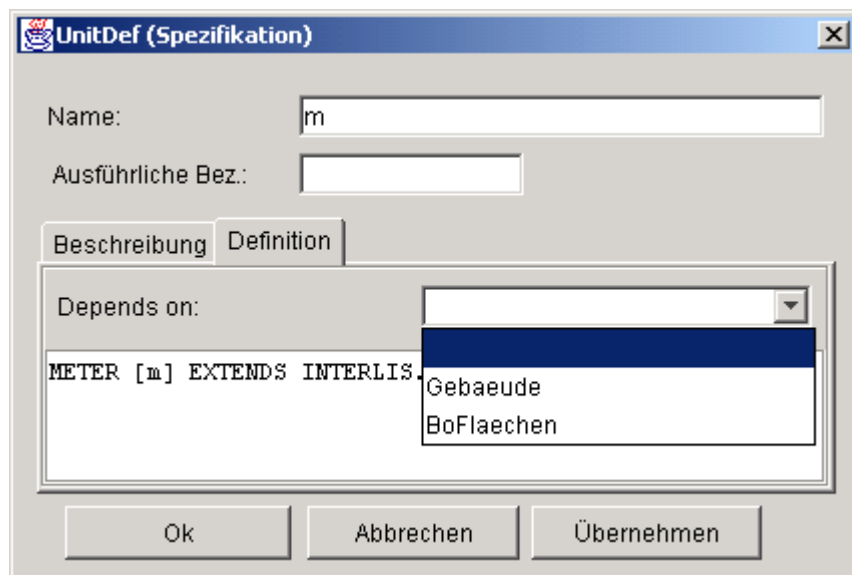 UnitDef (Spezifikation)
Name: m
Ausführliche Bez.:
Beschreibung Definition
Depends on:
METER [m] EXTENDS INTERLIS.
Gebaeude
BoFlaechen
Ok Abbrechen Übernehmen